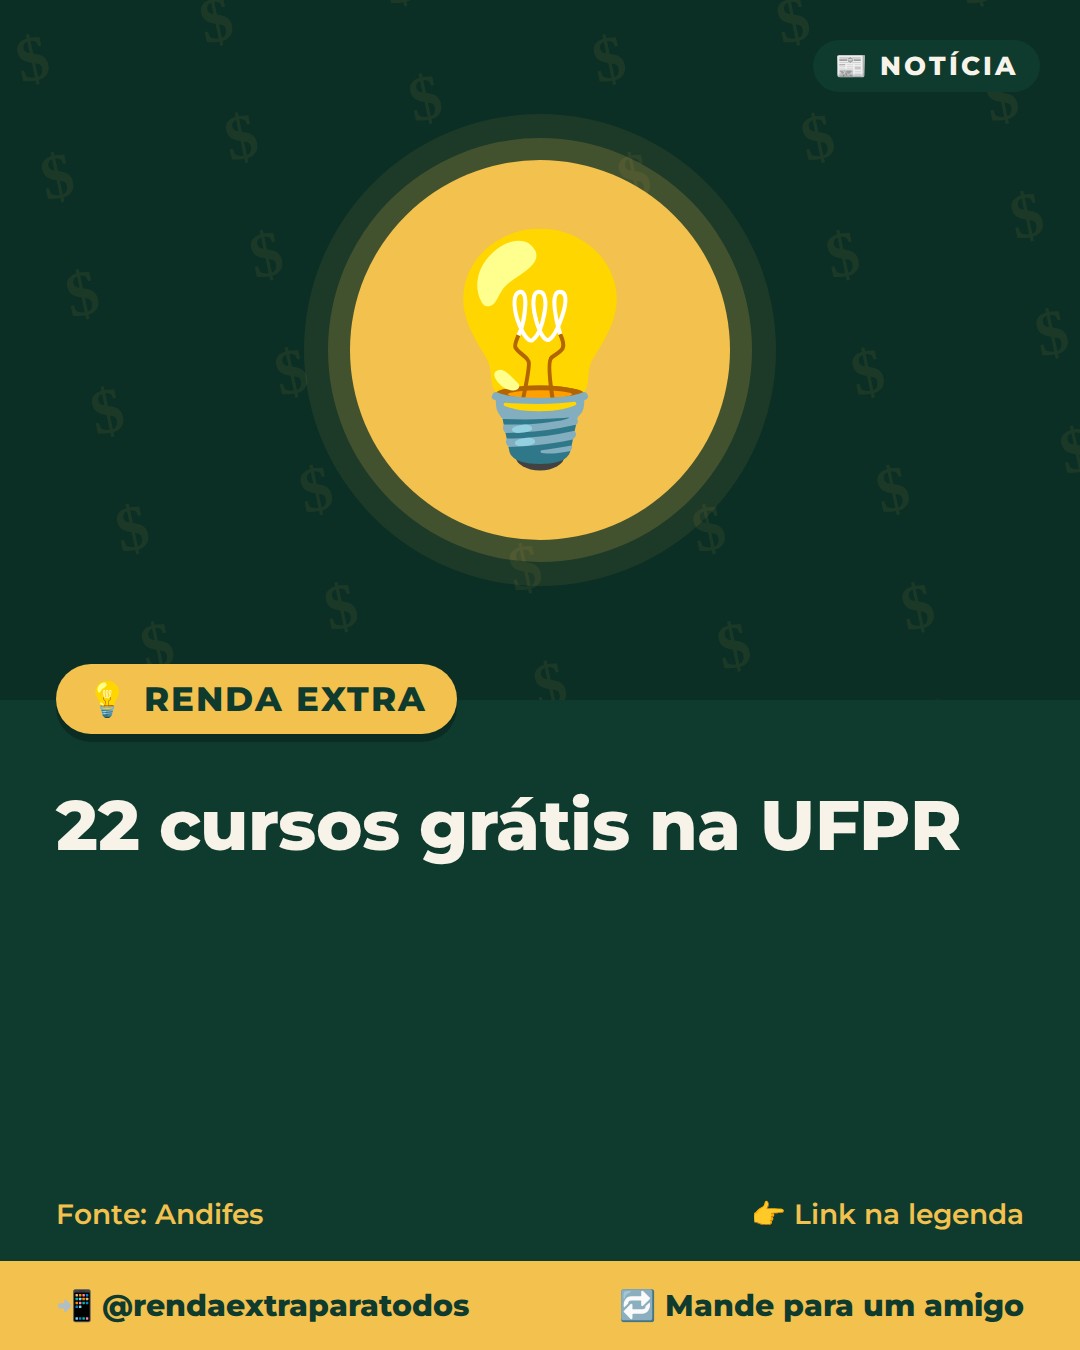 📰 NOTÍCIA
💡 RENDA EXTRA
22 cursos grátis na UFPR
Fonte: Andifes
👉 Link na legenda
📲 @rendaextraparatodos
🔁 Mande para um amigo